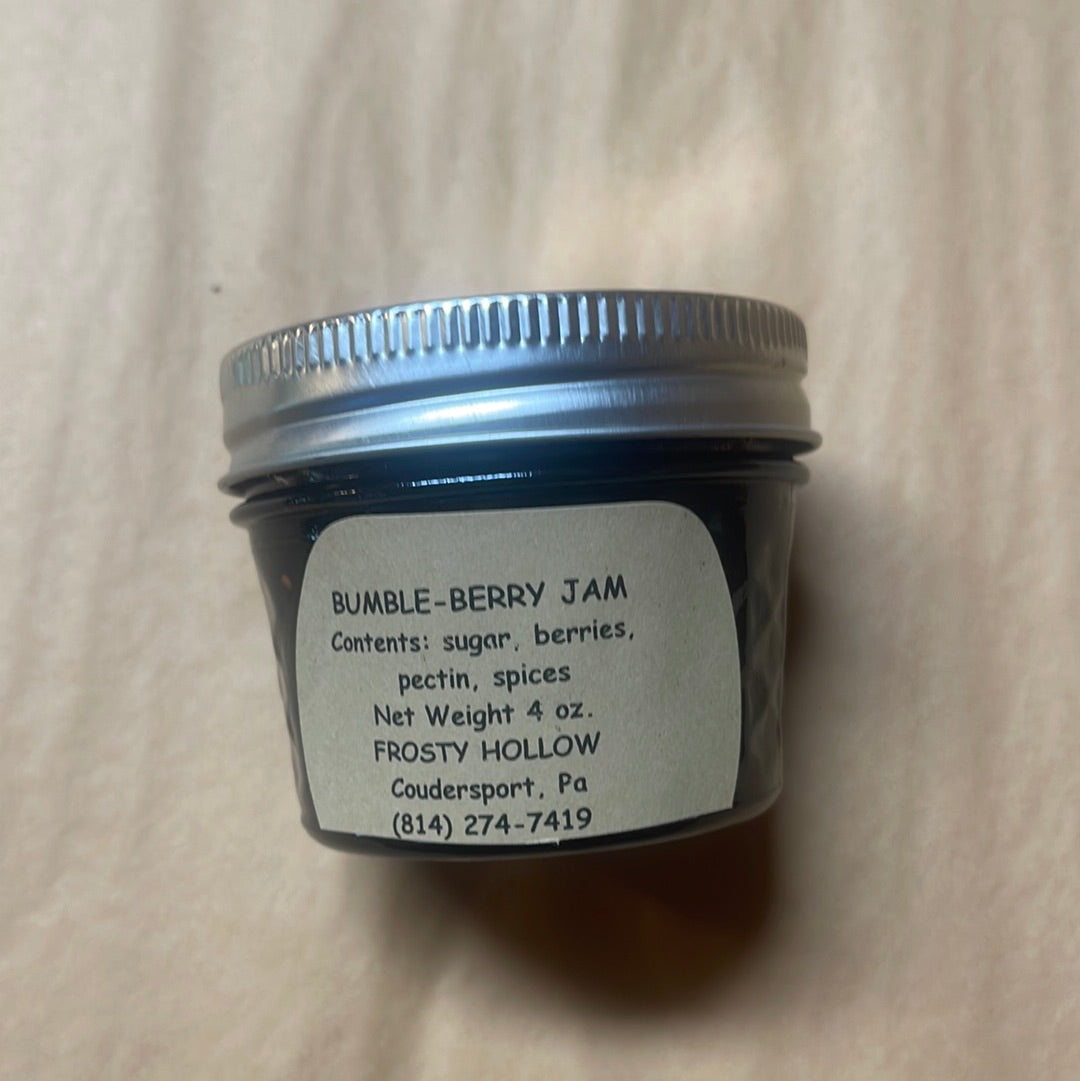 BUMBLE-BERRY JAM
Contents: sugar, berries,
pectin, spices
Net Weight 4 oz.
FROSTY HOLLOW
Coudersport, Pa
(814) 274-7419